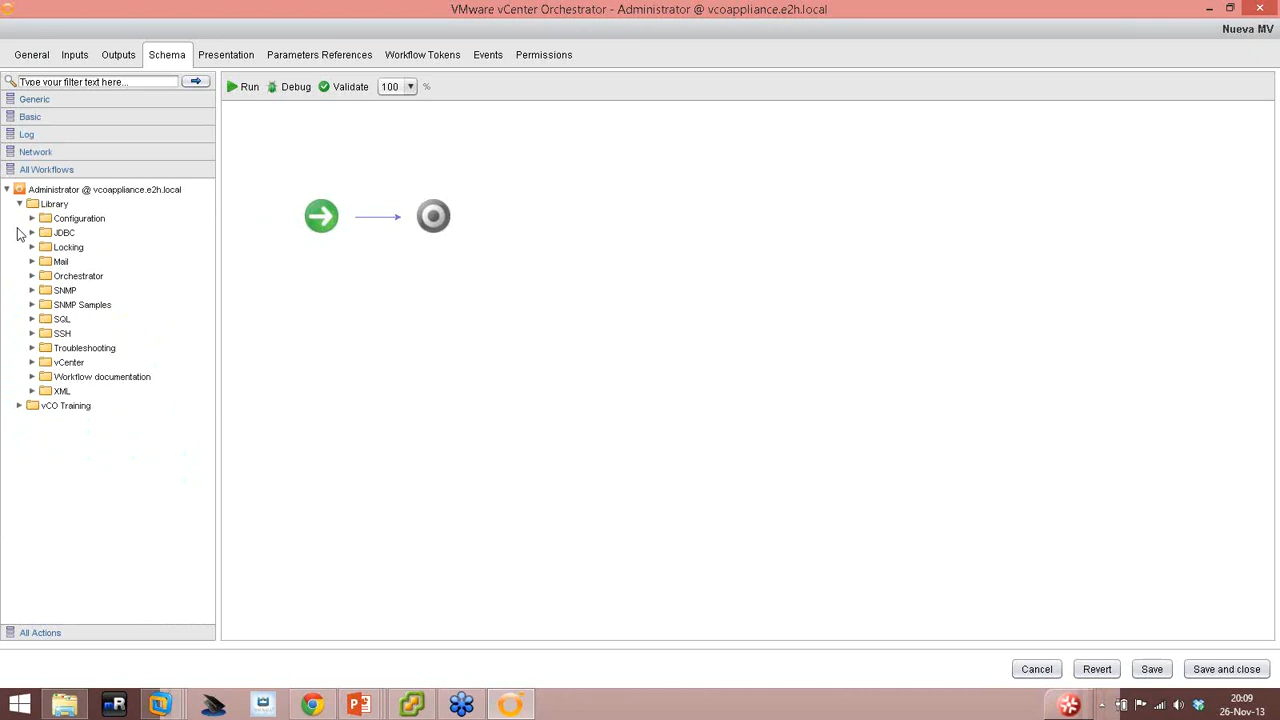 VMware vCenter Orchestrator - Administrator @ vcoappliance.e2h.local
Nueva MV
General Inputs Outputs Schema Presentation Parameters References Workflow Tokens Events Permissions
Type your filter text here...
Run Debug Validate 100 %
Generic
Basic
Log
Network
All Workflows
Administrator @ vcoappliance.e2h.local
Library
Configuration
JDBC
Locking
Mail
Orchestrator
SNMP
SNMP Samples
SQL
SSH
Troubleshooting
vCenter
Workflow documentation
XML
vCO Training
All Actions
Cancel Revert Save Save and close
mR
20:09
26-Nov-13